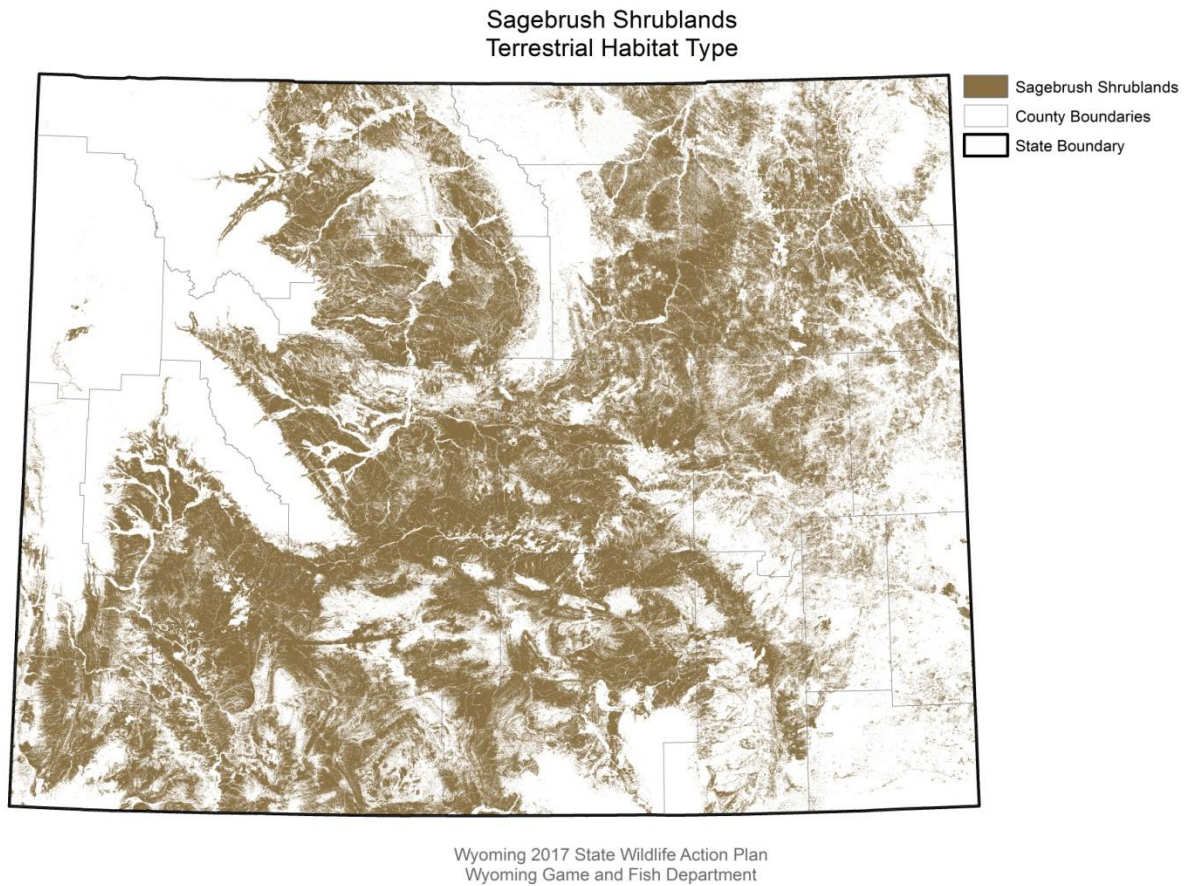 Sagebrush Shrublands
Terrestrial Habitat Type
Sagebrush Shrublands
County Boundaries
State Boundary
Wyoming 2017 State Wildlife Action Plan
Wyoming Game and Fish Department